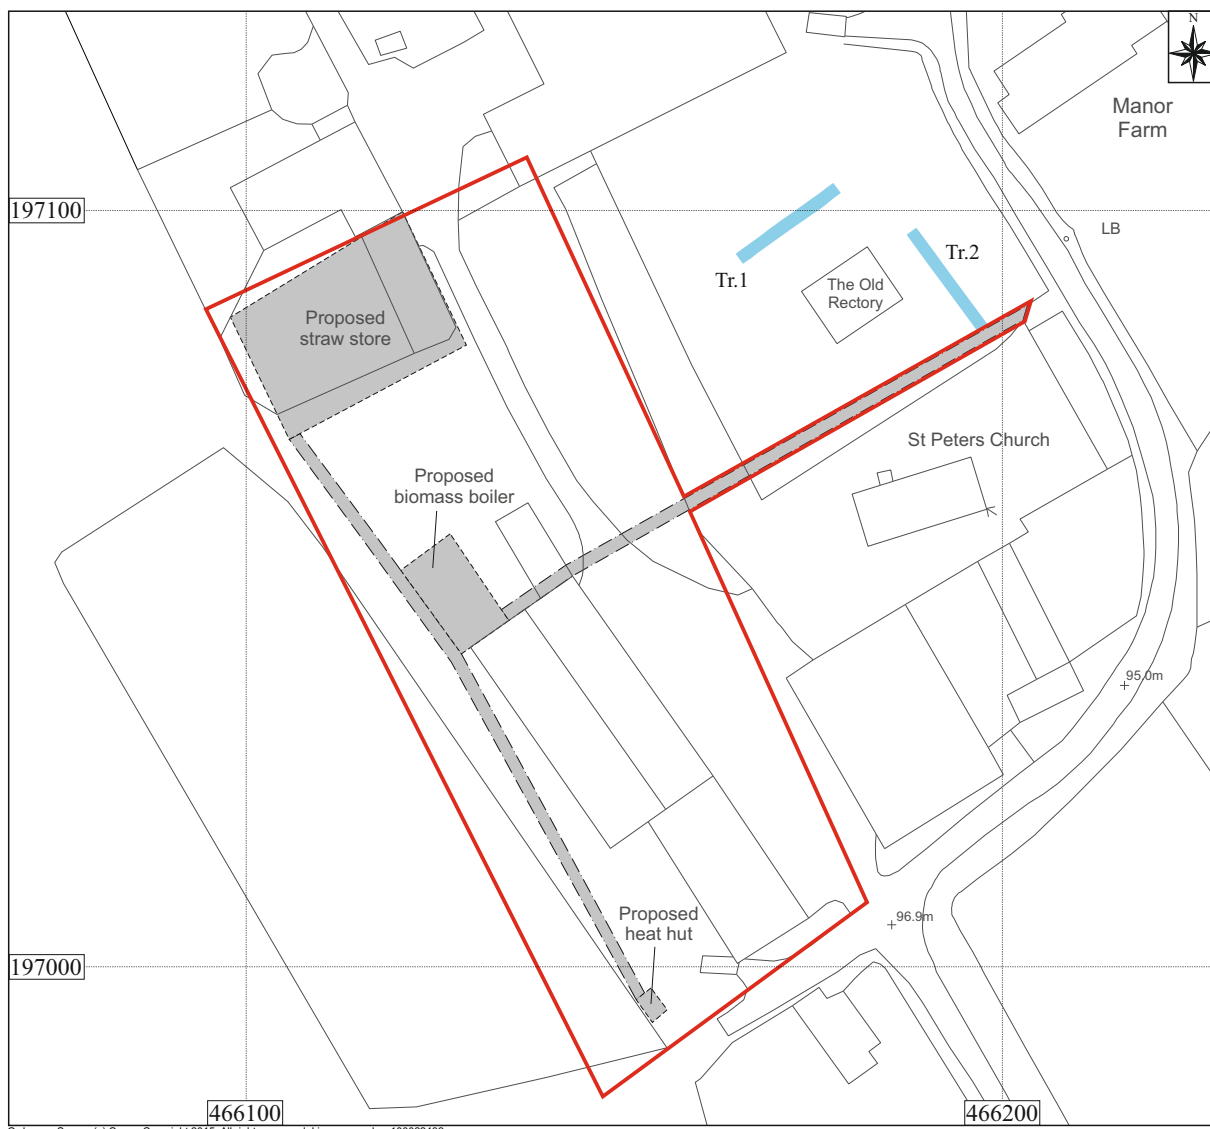 N
Manor
Farm
197100
LB
Tr.1
Tr.2
The Old
Rectory
Proposed
straw store
St Peters Church
Proposed
biomass boiler
95.0m
Proposed
heat hut
96.9m
197000
466100
466200